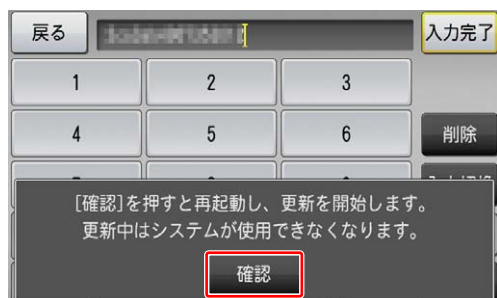 戻る
入力完了
1 2 3
4 5 6 削除
[確認]を押すと再起動し、更新を開始します。
更新中はシステムが使用できなくなります。
確認